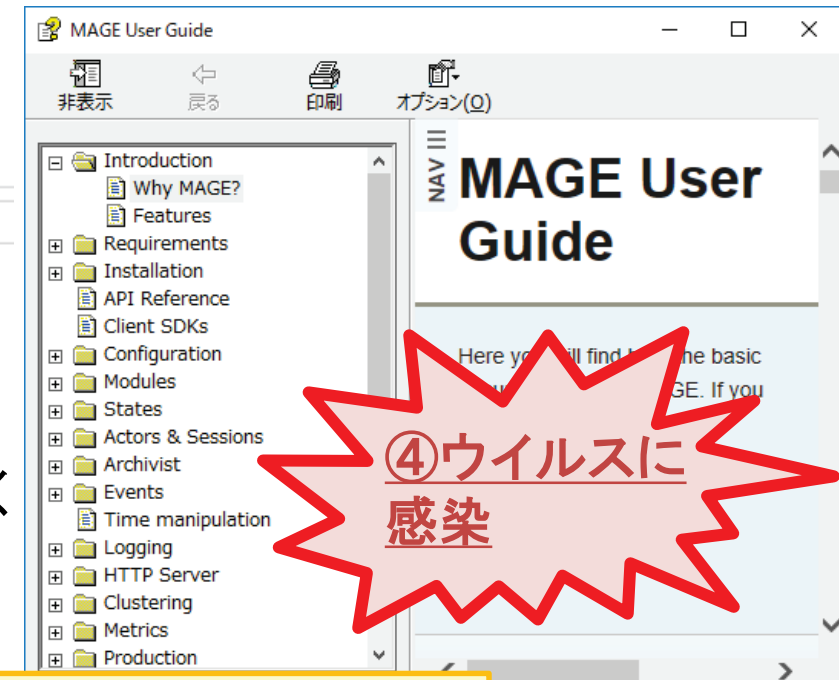 MAGE User Guide
非表示
戻る
印刷
オプション(O)
Introduction
Why MAGE?
Features
Requirements
Installation
API Reference
Client SDKs
Configuration
Modules
States
Actors & Sessions
Archivist
Events
Time manipulation
Logging
HTTP Server
Clustering
Metrics
Production
NAV
MAGE User
Guide
Here you will find the basic
GE. If you
④ウイルスに
感染
く